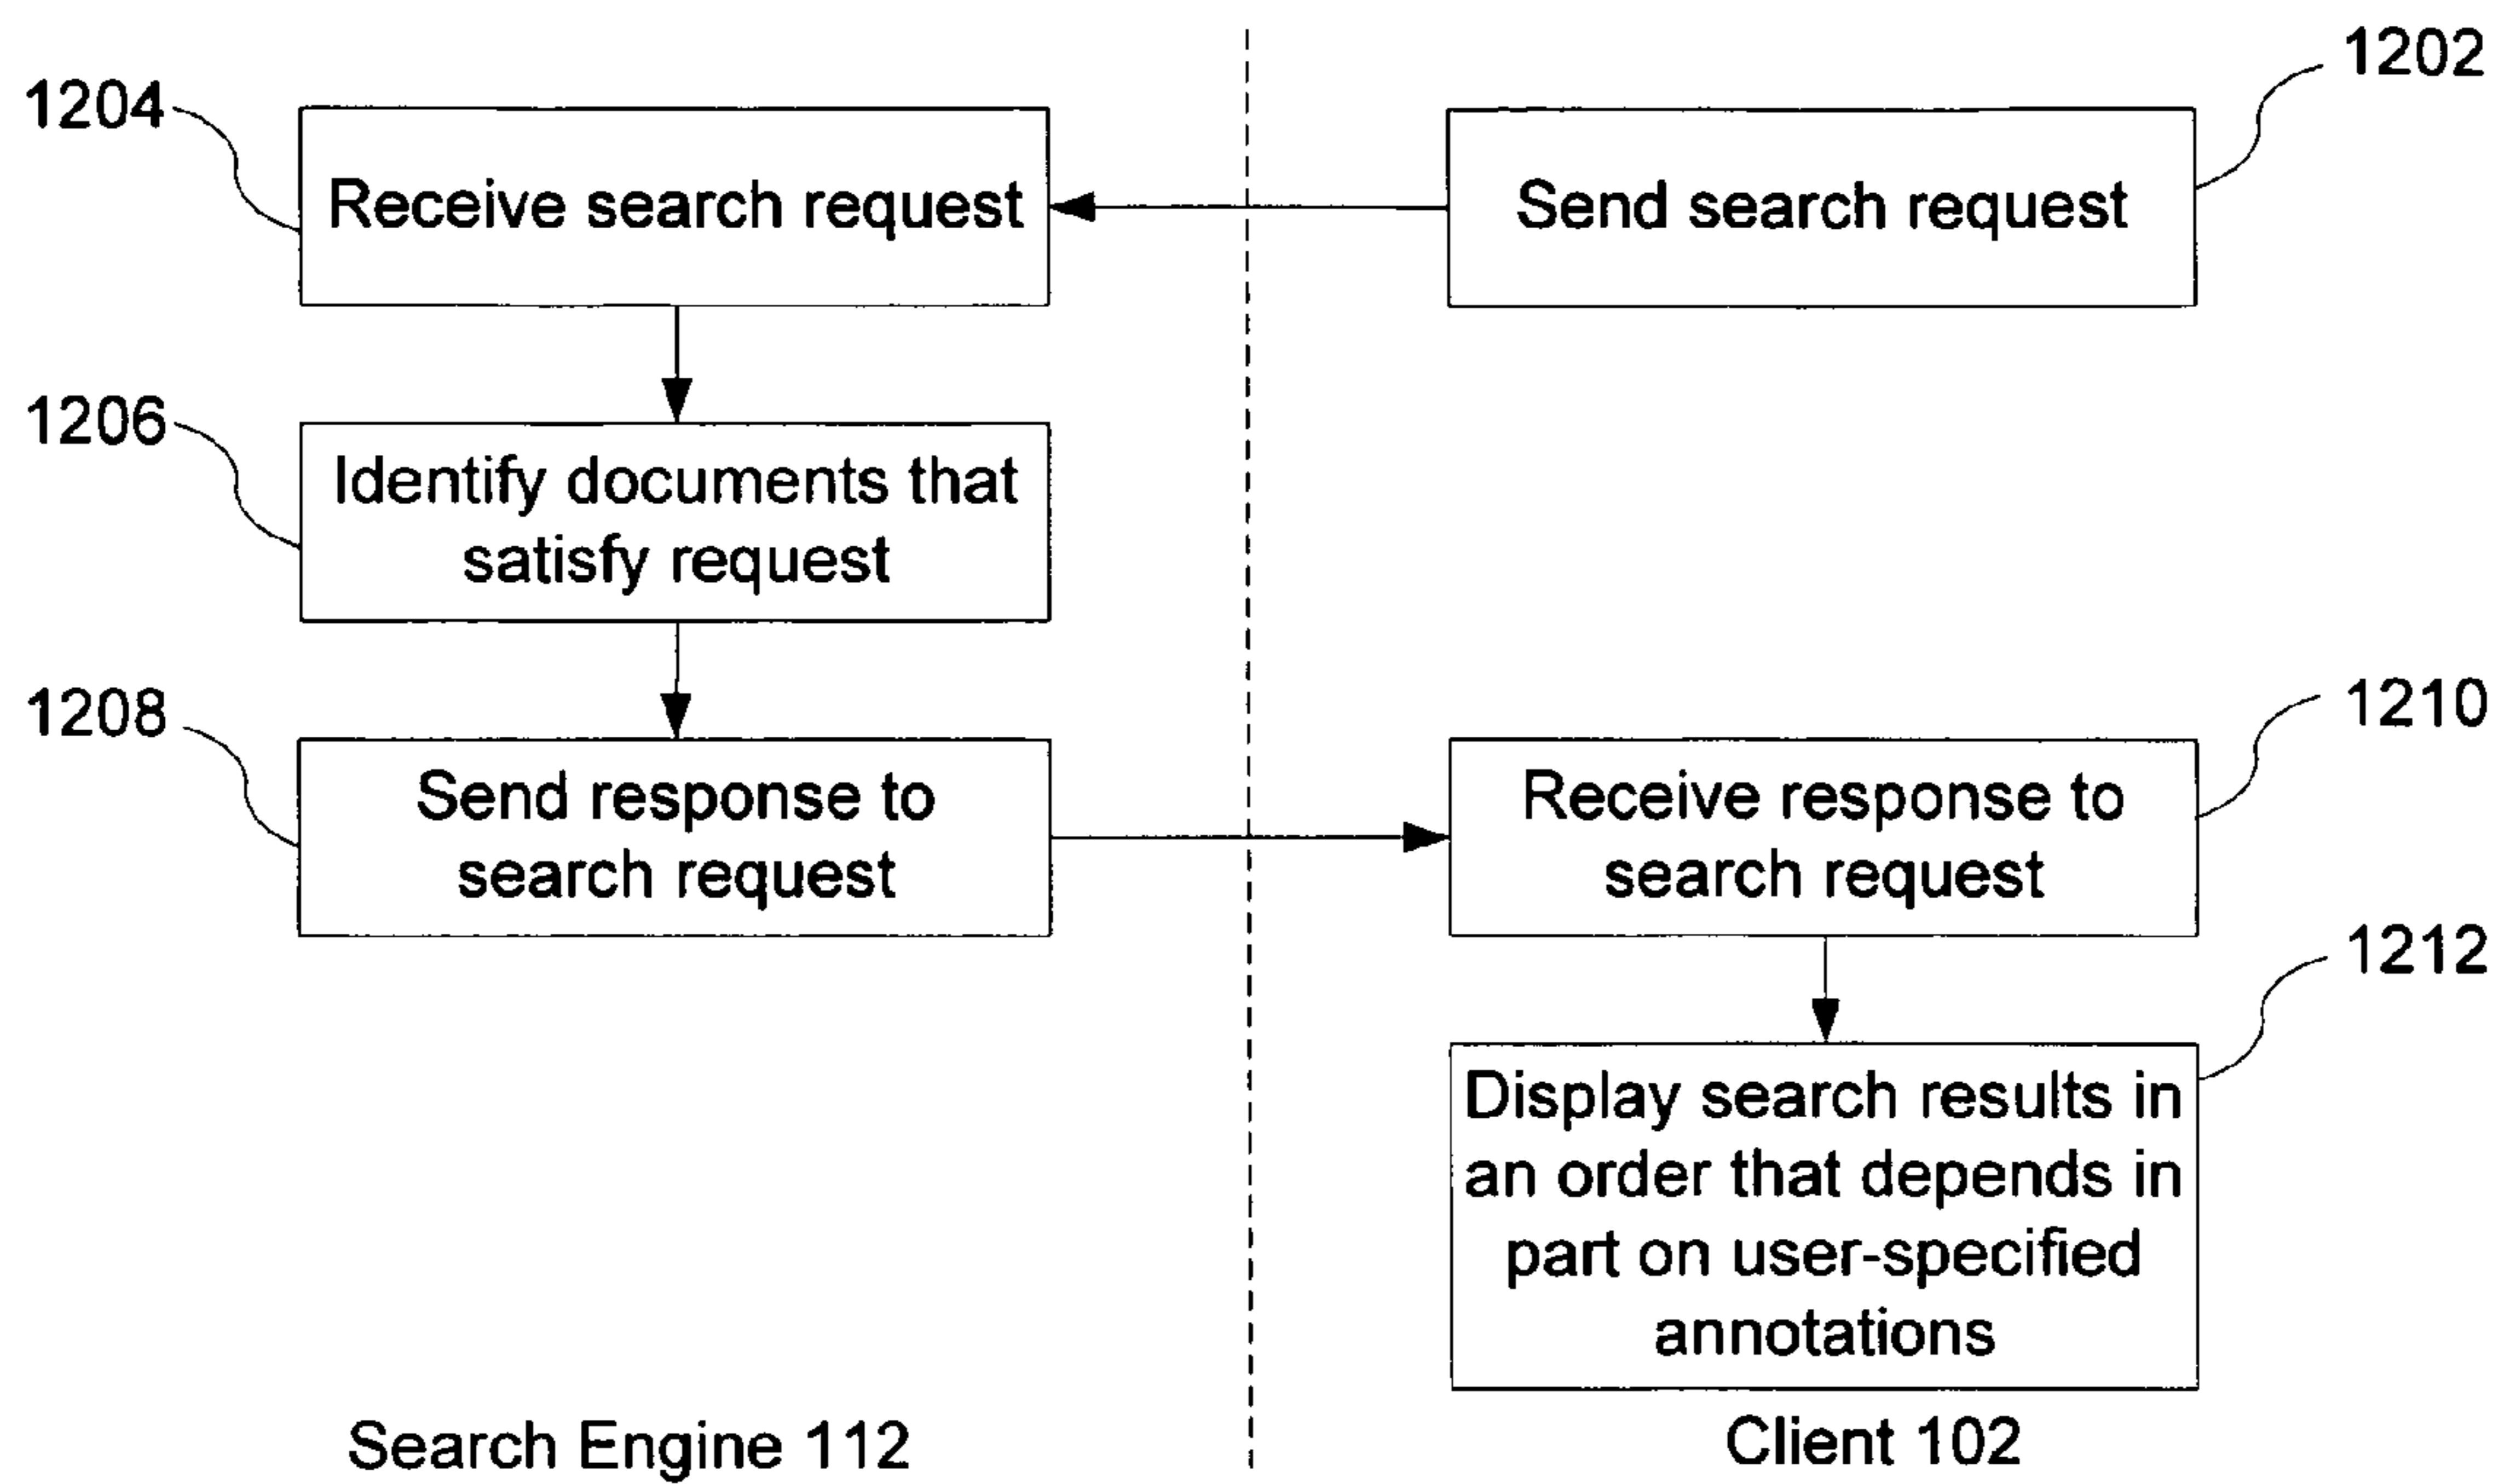 1202
1204
Receive search request
Send search request
1206
Identify documents that
satisfy request
1208
Send response to
search request
1210
Receive response to
search request
1212
Display search results in
an order that depends in
part on user-specified
annotations
Search Engine 112
Client 102